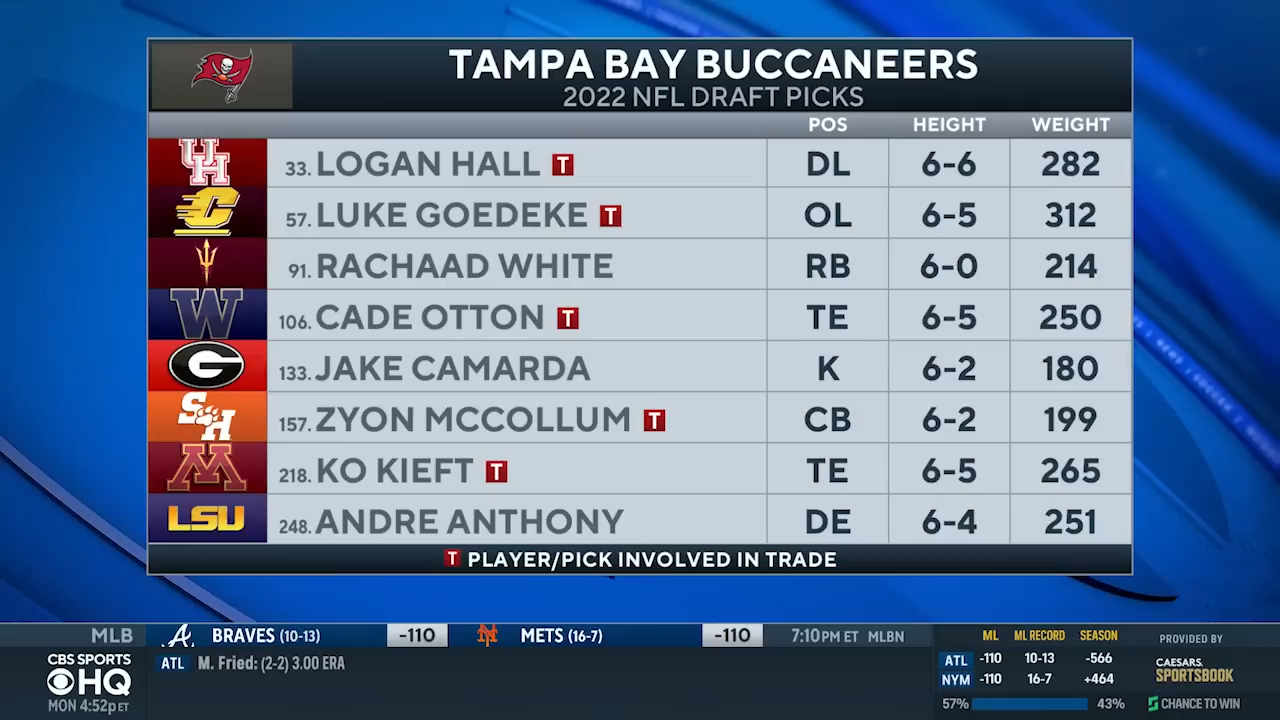 TAMPA BAY BUCCANEERS
2022 NFL DRAFT PICKS
POS HEIGHT WEIGHT
UH 33. LOGAN HALL T DL 6-6 282
C 57. LUKE GOEDEKE T OL 6-5 312
91. RACHAAD WHITE RB 6-0 214
W 106. CADE OTTON T TE 6-5 250
G 133. JAKE CAMARDA K 6-2 180
SH 157. ZYON MCCOLLUM T CB 6-2 199
M 218. KO KIEFT T TE 6-5 265
LSU 248. ANDRE ANTHONY DE 6-4 251
T PLAYER/PICK INVOLVED IN TRADE
MLB A BRAVES (10-13) -110 NY METS (16-7) -110 7:10PM ET MLBN
CBS SPORTS
HQ
MON 4:52PET
ATL M. Fried: (2-2) 3.00 ERA
ML ML RECORD SEASON
ATL -110 10-13 -566
NYM -110 16-7 +464
57% 43%
PROVIDED BY
CAESARS
SPORTSBOOK
CHANCE TO WIN